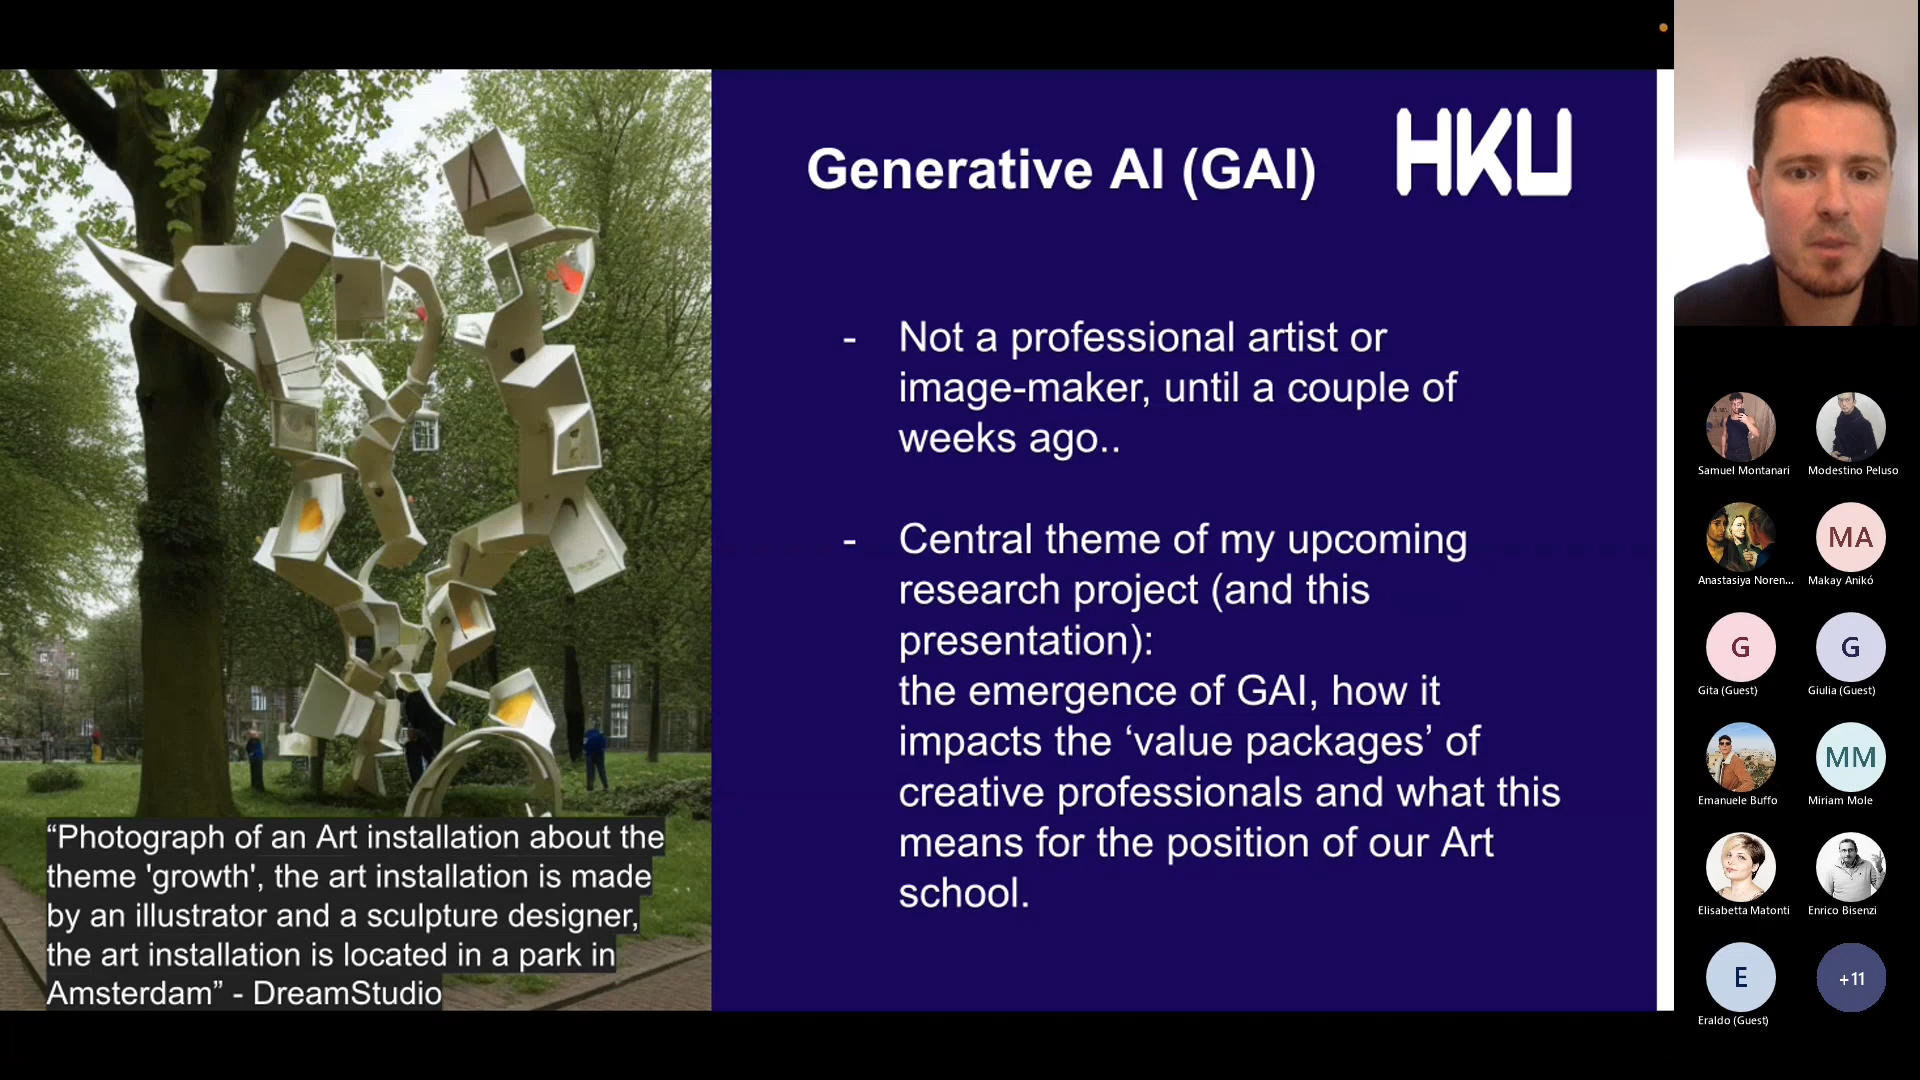 Generative AI (GAI)
HKU
- Not a professional artist or
image-maker, until a couple of
weeks ago..
- Central theme of my upcoming
research project (and this
presentation):
the emergence of GAI, how it
impacts the ‘value packages’ of
creative professionals and what this
means for the position of our Art
school.
“Photograph of an Art installation about the
theme 'growth', the art installation is made
by an illustrator and a sculpture designer,
the art installation is located in a park in
Amsterdam” - DreamStudio
Samuel Montanari
Modestino Peluso
Anastasiya Noren...
MA
Makay Anikó
G
Gita (Guest)
G
Giulia (Guest)
Emanuele Buffo
MM
Miriam Mole
Elisabetta Matonti
Enrico Bisenzi
E
Eraldo (Guest)
+11